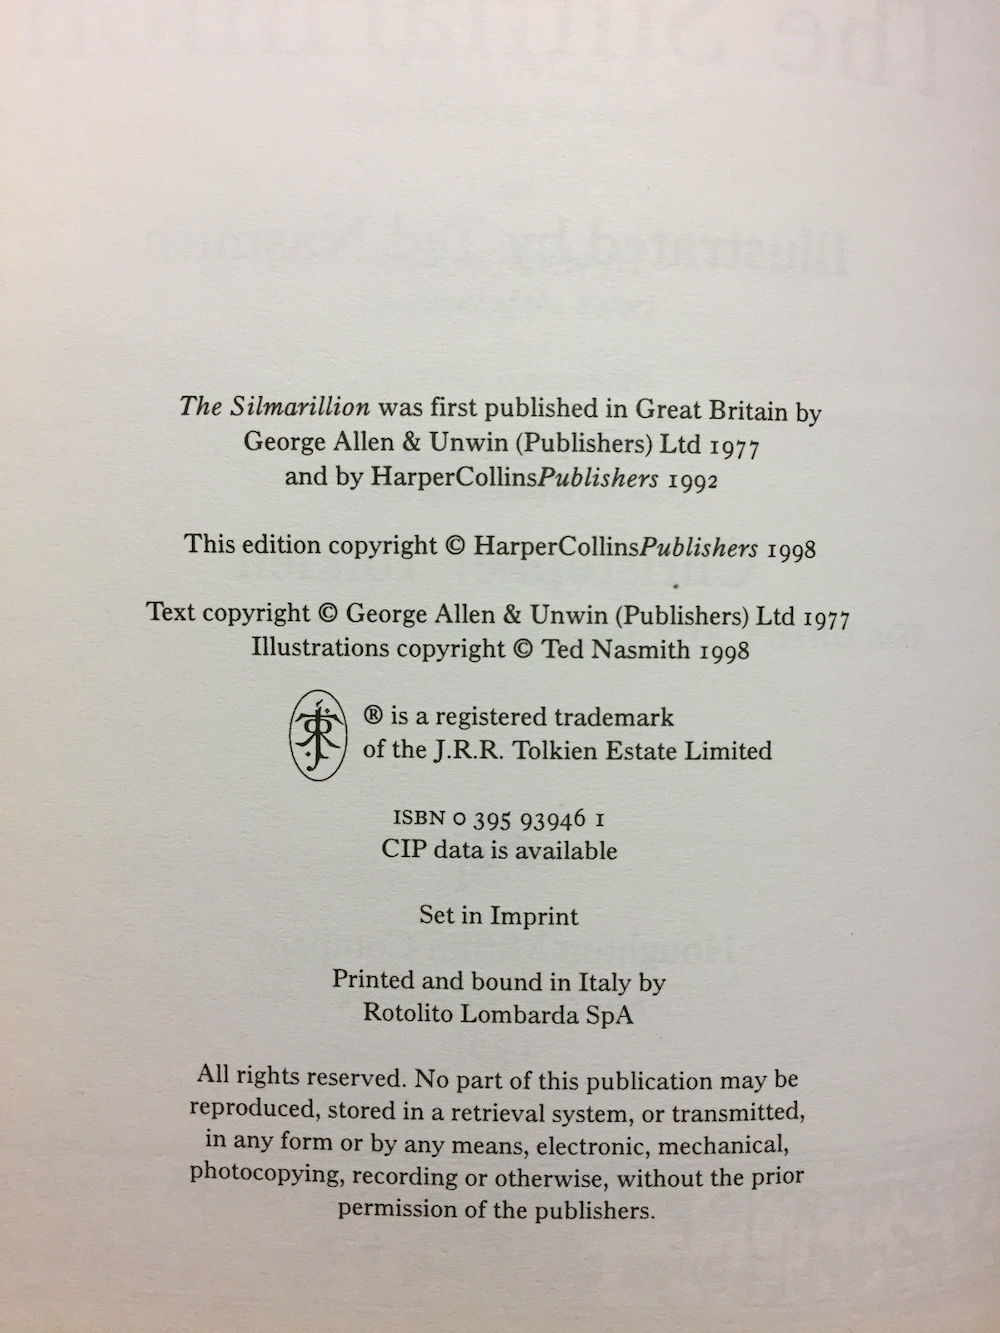 The Silmarillion was first published in Great Britain by
George Allen & Unwin (Publishers) Ltd 1977
and by HarperCollinsPublishers 1992
This edition copyright © HarperCollinsPublishers 1998
Text copyright © George Allen & Unwin (Publishers) Ltd 1977
Illustrations copyright © Ted Nasmith 1998
® is a registered trademark
of the J.R.R. Tolkien Estate Limited
ISBN 0 395 93946 1
CIP data is available
Set in Imprint
Printed and bound in Italy by
Rotolito Lombarda SpA
All rights reserved. No part of this publication may be
reproduced, stored in a retrieval system, or transmitted,
in any form or by any means, electronic, mechanical,
photocopying, recording or otherwise, without the prior
permission of the publishers.